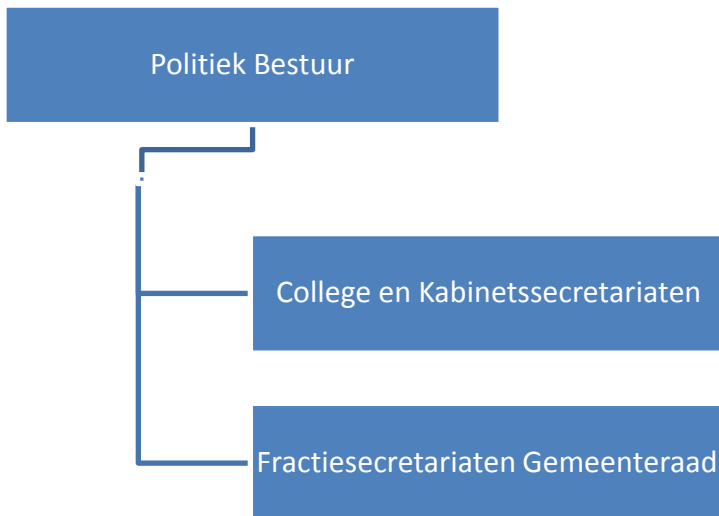 Politiek Bestuur
College en Kabinetssecretariaten
Fractiesecretariaten Gemeenteraad